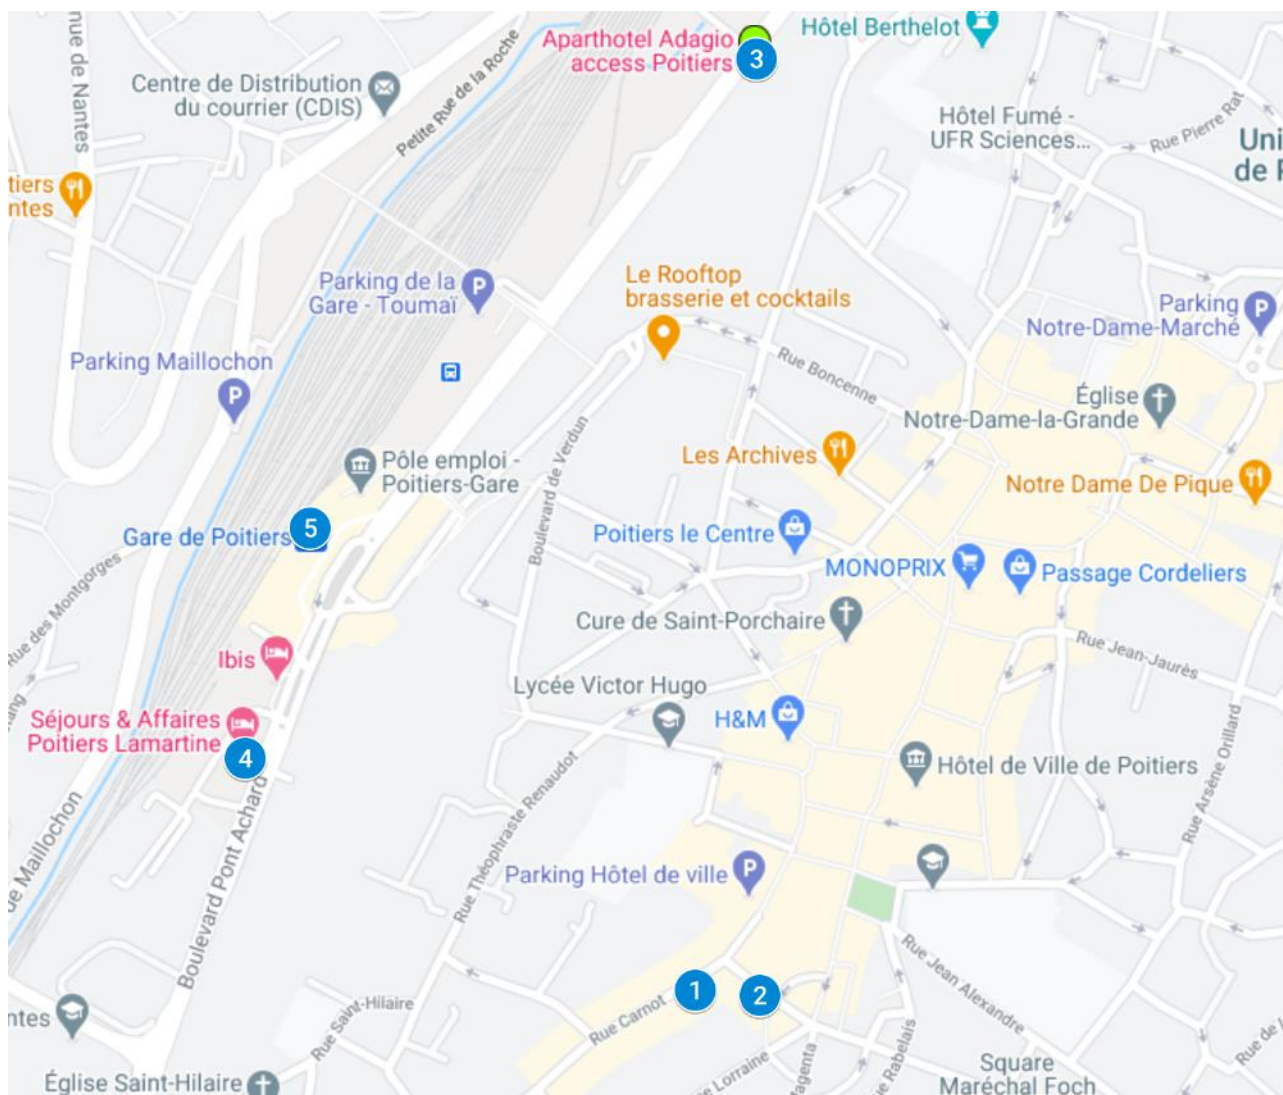 Aparthotel Adagio
access Poitiers
3
Hôtel Berthelot
nue de Nantes
Centre de Distribution
du courrier (CDIS)
Petite Rue de la Roche
Hôtel Fumé -
UFR Sciences...
Rue Pierre Rat
Uni
de P
tiers
ntes
Parking de la
Gare - Toumaï
P
Le Rooftop
brasserie et cocktails
Parking
Notre-Dame-Marché
P
Parking Maillochon
P
Rue Boncenne
Église
Notre-Dame-la-Grande
Boulevard de Verdun
Les Archives
Pôle emploi -
Poitiers-Gare
Notre Dame De Pique
Gare de Poitiers
5
Poitiers le Centre
MONOPRIX
Passage Cordeliers
Rue des Montgorges
Cure de Saint-Porchaire
Rue Jean-Jaurès
Ibis
Lycée Victor Hugo
H&M
Séjours & Affaires
Poitiers Lamartine
4
Hôtel de Ville de Poitiers
Rue Arsène Orillard
Rue Théophraste Renaudot
de Maillochon
Boulevard Pont Achard
Parking Hôtel de ville
P
Rue Jean Alexandre
1
2
Rue Carnot
Rue Saint-Hilaire
ntes
Rue de
Magenta
ue Rabelais
e Lorraine
Square
Maréchal Foch
Église Saint-Hilaire